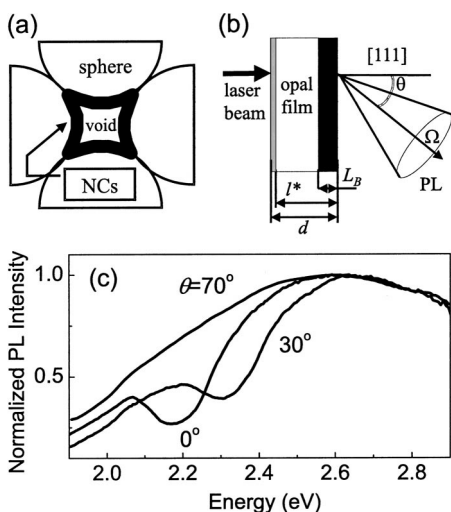 (a)
sphere
void
NCs
(b)
[111]
θ
laser
beam
opal
film
Ω
PL
L_B
l*
d
(c)
Normalized PL Intensity
1.0
0.5
θ=70°
30°
0°
2.0 2.2 2.4 2.6 2.8
Energy (eV)